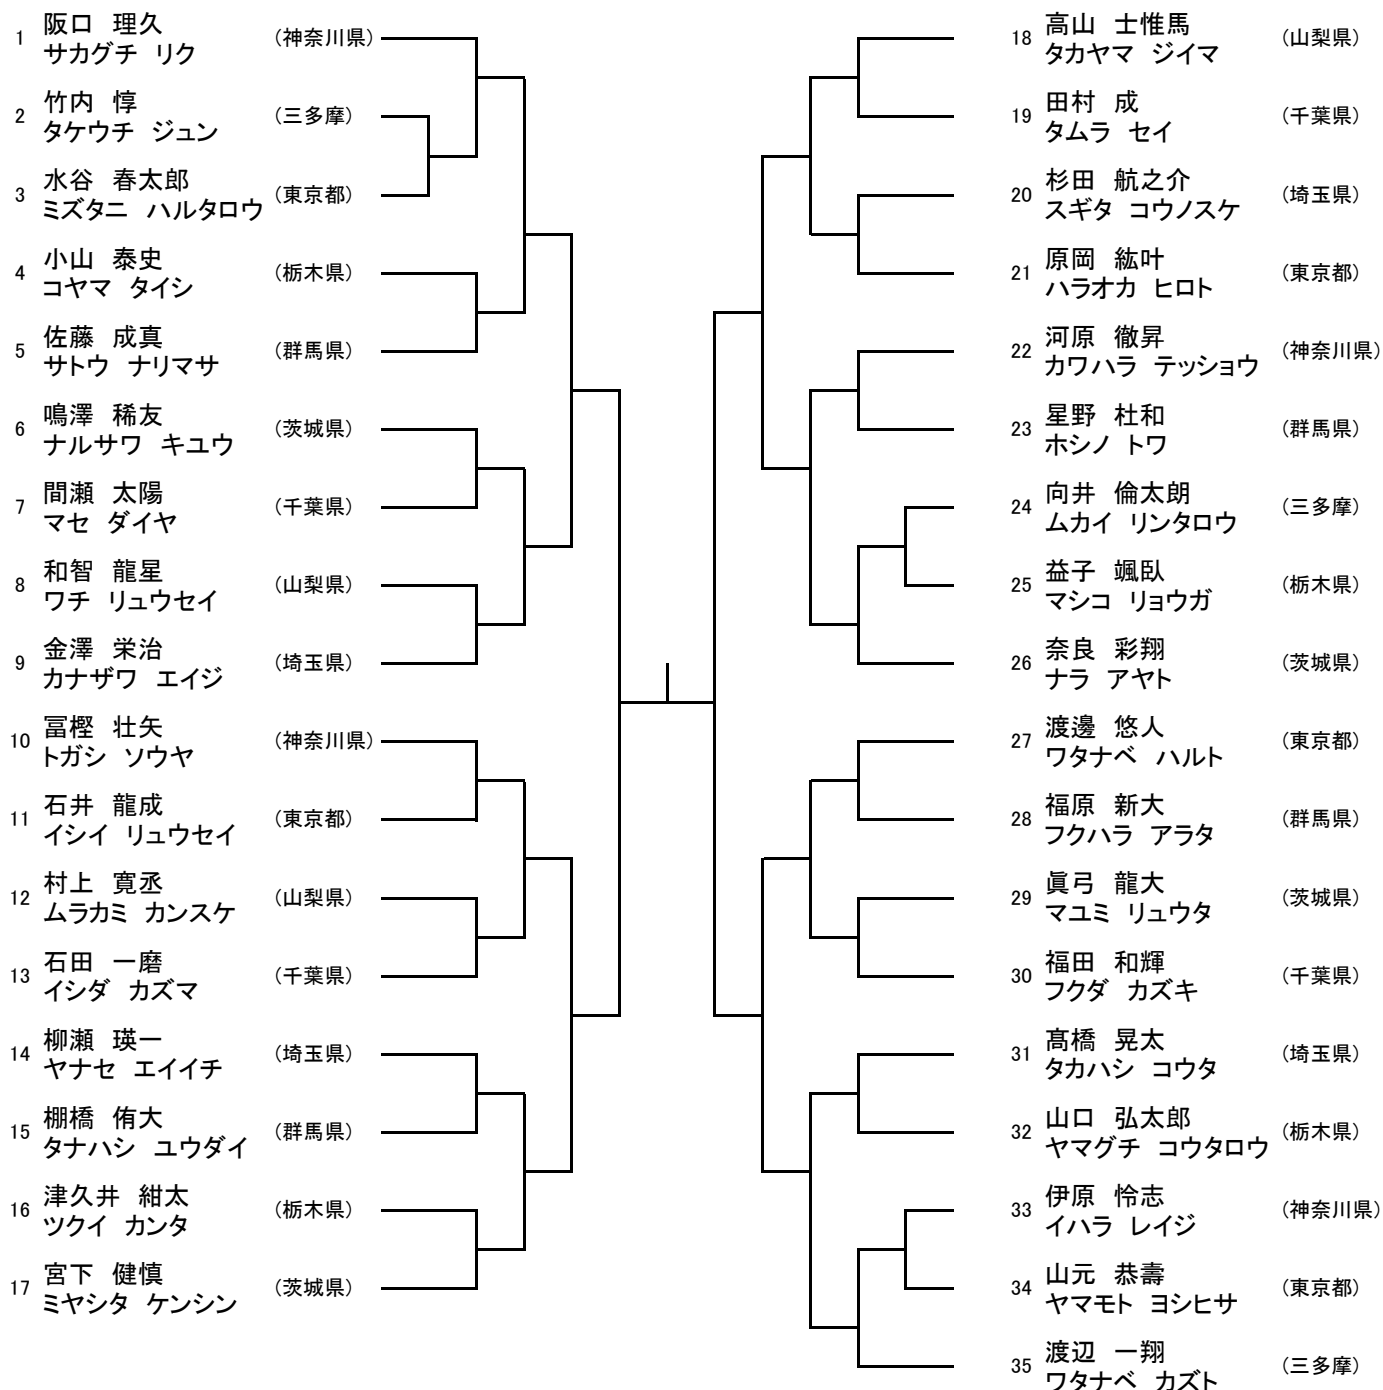 1 阪口 理久 (神奈川県)
サカグチ リク
2 竹内 惇 (三多摩)
タケウチ ジュン
3 水谷 春太郎 (東京都)
ミズタニ ハルタロウ
4 小山 泰史 (栃木県)
コヤマ タイシ
5 佐藤 成真 (群馬県)
サトウ ナリマサ
6 鳴澤 稀友 (茨城県)
ナルサワ キユウ
7 間瀬 太陽 (千葉県)
マセ ダイヤ
8 和智 龍星 (山梨県)
ワチ リュウセイ
9 金澤 栄治 (埼玉県)
カナザワ エイジ
10 冨樫 壮矢 (神奈川県)
トガシ ソウヤ
11 石井 龍成 (東京都)
イシイ リュウセイ
12 村上 寛丞 (山梨県)
ムラカミ カンスケ
13 石田 一磨 (千葉県)
イシダ カズマ
14 柳瀬 瑛一 (埼玉県)
ヤナセ エイイチ
15 棚橋 侑大 (群馬県)
タナハシ ユウダイ
16 津久井 紺太 (栃木県)
ツクイ カンタ
17 宮下 健慎 (茨城県)
ミヤシタ ケンシン
18 高山 士惟馬 (山梨県)
タカヤマ ジイマ
19 田村 成 (千葉県)
タムラ セイ
20 杉田 航之介 (埼玉県)
スギタ コウノスケ
21 原岡 紘叶 (東京都)
ハラオカ ヒロト
22 河原 徹昇 (神奈川県)
カワハラ テッショウ
23 星野 杜和 (群馬県)
ホシノ トワ
24 向井 倫太朗 (三多摩)
ムカイ リンタロウ
25 益子 颯臥 (栃木県)
マシコ リョウガ
26 奈良 彩翔 (茨城県)
ナラ アヤト
27 渡邊 悠人 (東京都)
ワタナベ ハルト
28 福原 新大 (群馬県)
フクハラ アラタ
29 眞弓 龍大 (茨城県)
マユミ リュウタ
30 福田 和輝 (千葉県)
フクダ カズキ
31 髙橋 晃太 (埼玉県)
タカハシ コウタ
32 山口 弘太郎 (栃木県)
ヤマグチ コウタロウ
33 伊原 怜志 (神奈川県)
イハラ レイジ
34 山元 恭壽 (東京都)
ヤマモト ヨシヒサ
35 渡辺 一翔 (三多摩)
ワタナベ カズト